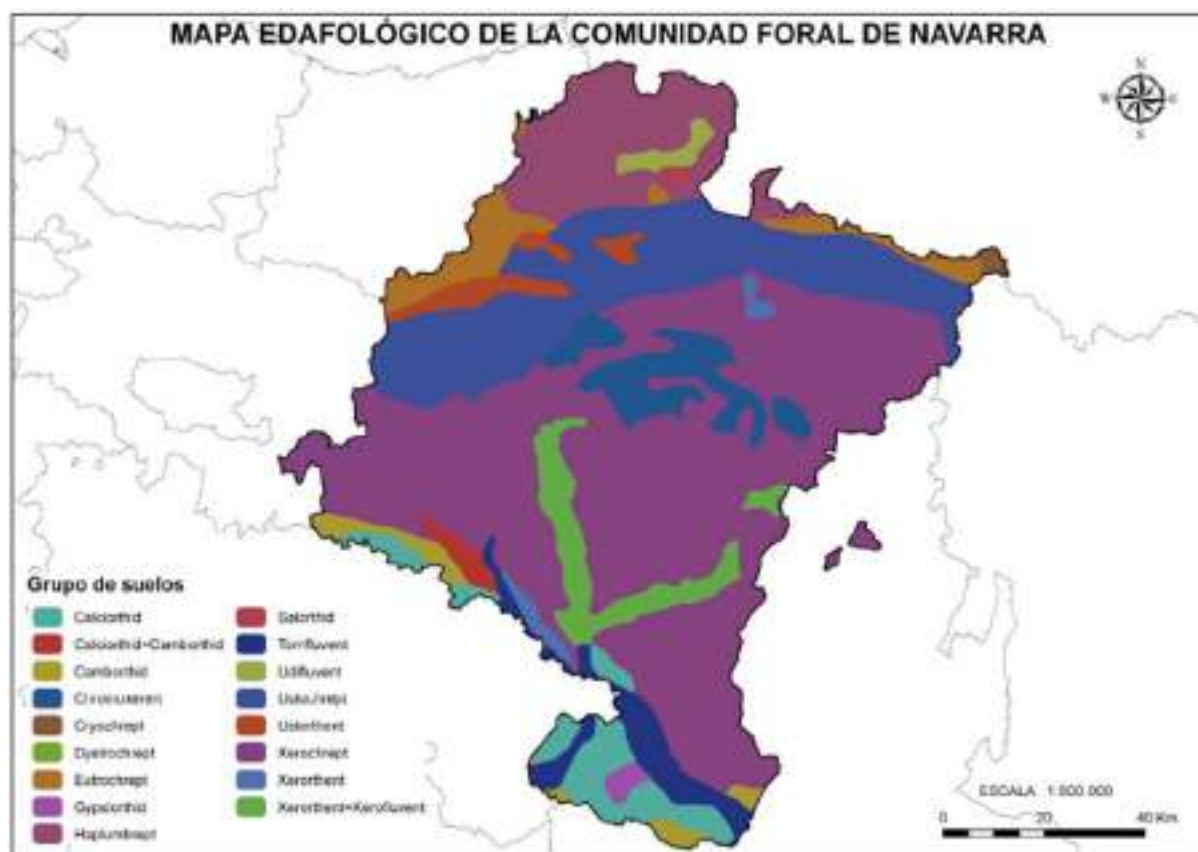 MAPA EDAFOLÓGICO DE LA COMUNIDAD FORAL DE NAVARRA
N
W
E
S
Grupo de suelos
Calciorthid
Calciorthid+Camborthid
Camborthid
Cryochrept
Dystrochrept
Eutrochrept
Gypsiorthid
Haplumbrept
Salorthid
Torrifluvent
Udifluvent
Ustochrept
Ustorthent
Xerochrept
Xerorthent
Xerorthent+Xerofluvent
ESCALA 1:800.000
0 20 40 Km.